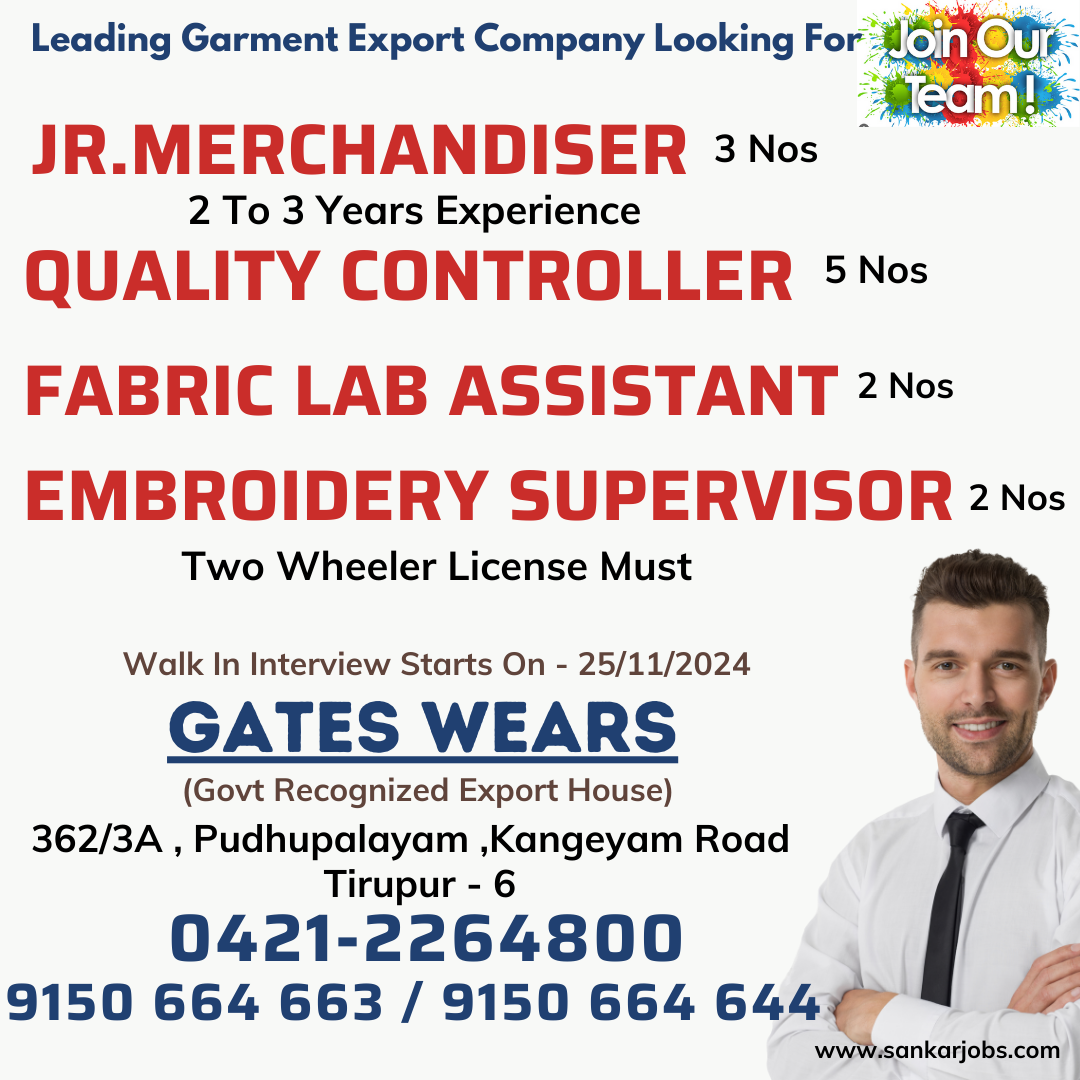 Leading Garment Export Company Looking For
Join Our
Team !
JR.MERCHANDISER 3 Nos
2 To 3 Years Experience
QUALITY CONTROLLER 5 Nos
FABRIC LAB ASSISTANT 2 Nos
EMBROIDERY SUPERVISOR 2 Nos
Two Wheeler License Must
Walk In Interview Starts On - 25/11/2024
GATES WEARS
(Govt Recognized Export House)
362/3A , Pudhupalayam ,Kangeyam Road
Tirupur - 6
0421-2264800
9150 664 663 / 9150 664 644
www.sankarjobs.com